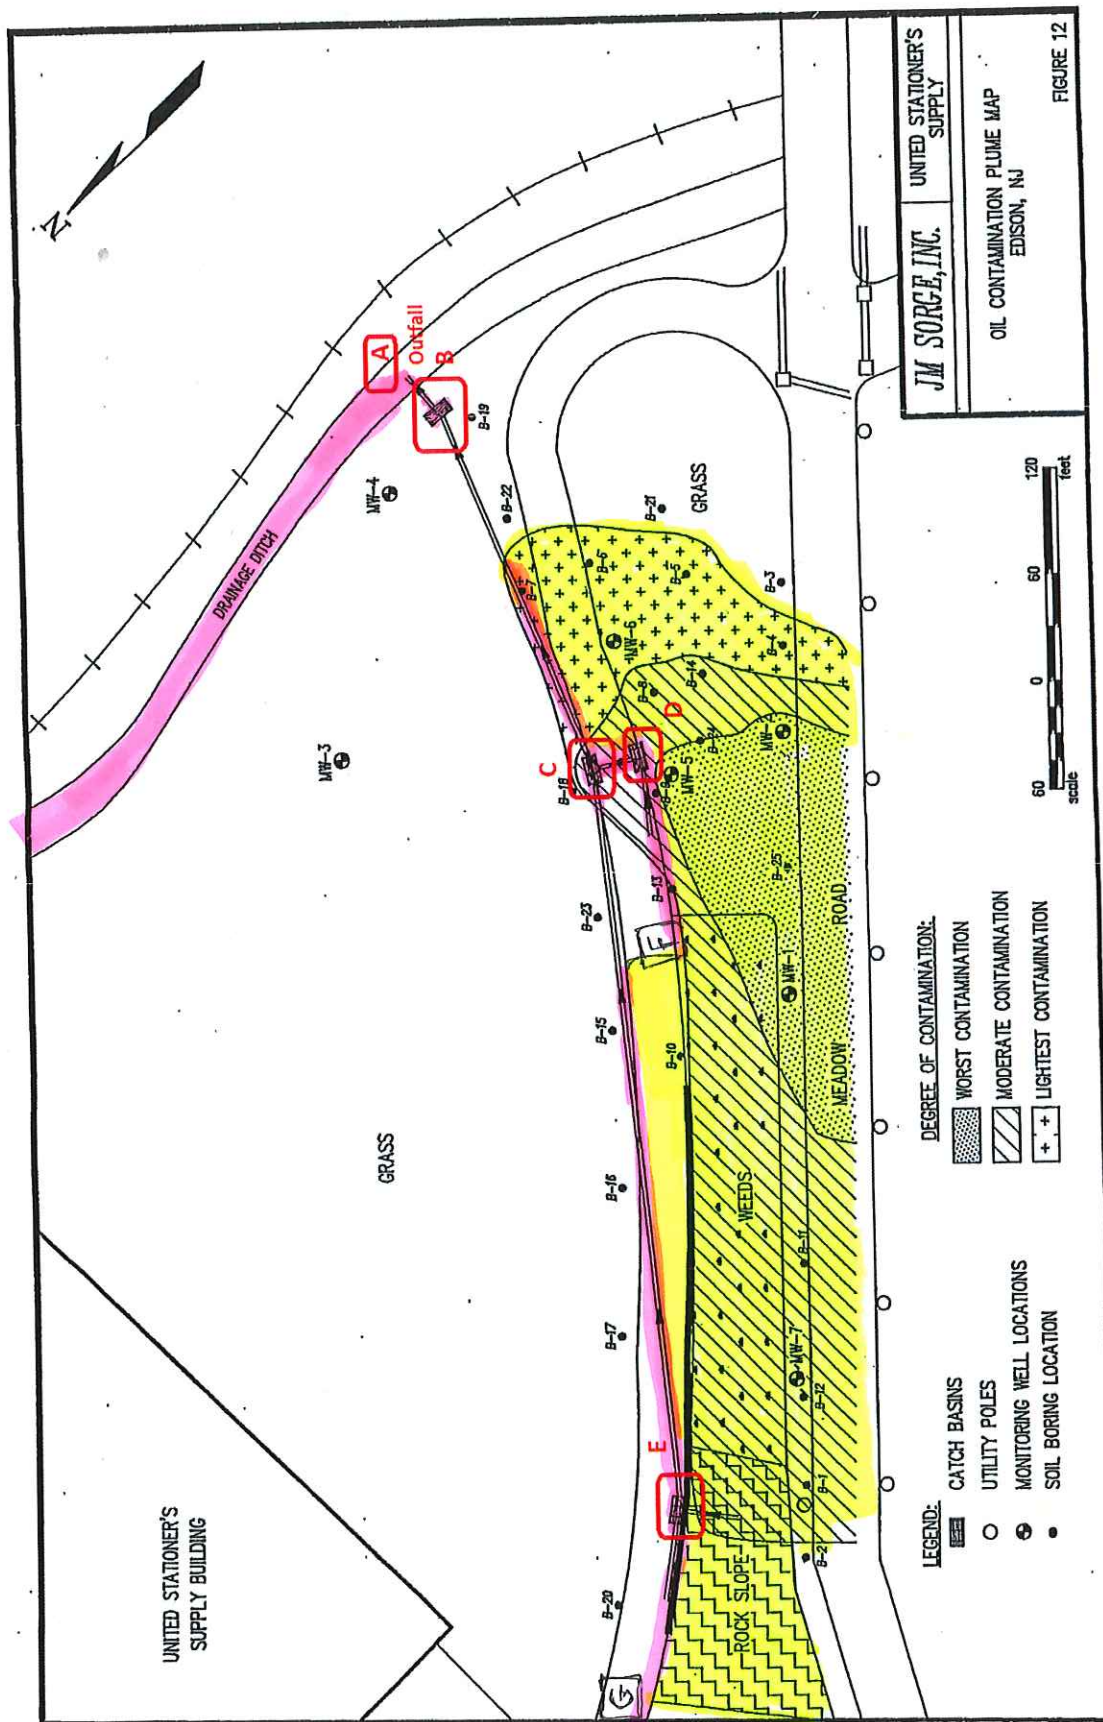 N
A
Outfall
B
DRAINAGE DITCH
MW-4
B-19
B-22
B-21
GRASS
MW-3
B-7
B-6
B-5
B-3
MW-6
B-4
B-8
B-14
D
C
B-18
B-24
B-9
MW-5
B-25
B-13
B-23
F
B-15
B-10
MW-1
MEADOW ROAD
GRASS
B-16
WEEDS
B-11
B-17
MW-7
B-12
E
B-1
B-2
B-20
ROCK SLOPE
G
UNITED STATIONER'S
SUPPLY BUILDING
LEGEND:
CATCH BASINS
UTILITY POLES
MONITORING WELL LOCATIONS
SOIL BORING LOCATION
DEGREE OF CONTAMINATION:
WORST CONTAMINATION
MODERATE CONTAMINATION
LIGHTEST CONTAMINATION
60 0 60 120
scale feet
JM SORGE, INC.
UNITED STATIONER'S
SUPPLY
OIL CONTAMINATION PLUME MAP
EDISON, NJ
FIGURE 12